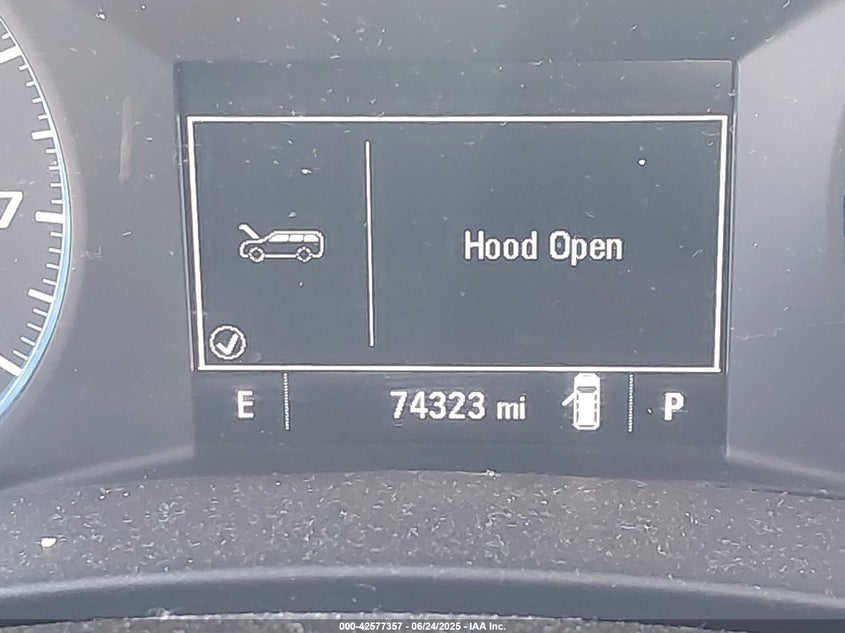 7
Hood Open
E 74323 mi P
000-42577357 - 06/24/2025 - IAA Inc.